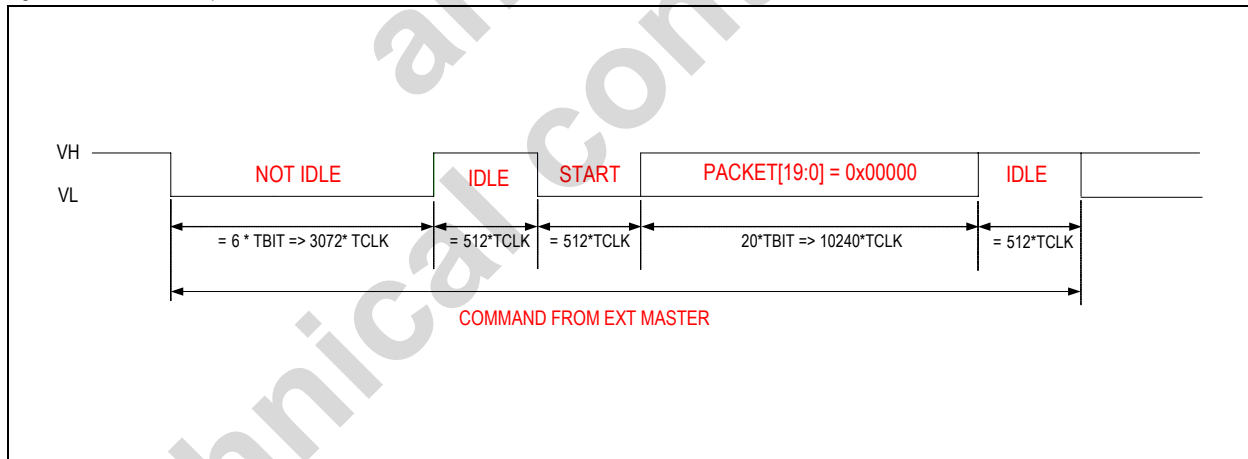 VH
NOT IDLE
IDLE
START
PACKET[19:0] = 0x00000
IDLE
VL
= 6 * TBIT => 3072* TCLK
= 512*TCLK
= 512*TCLK
20*TBIT => 10240*TCLK
= 512*TCLK
COMMAND FROM EXT MASTER